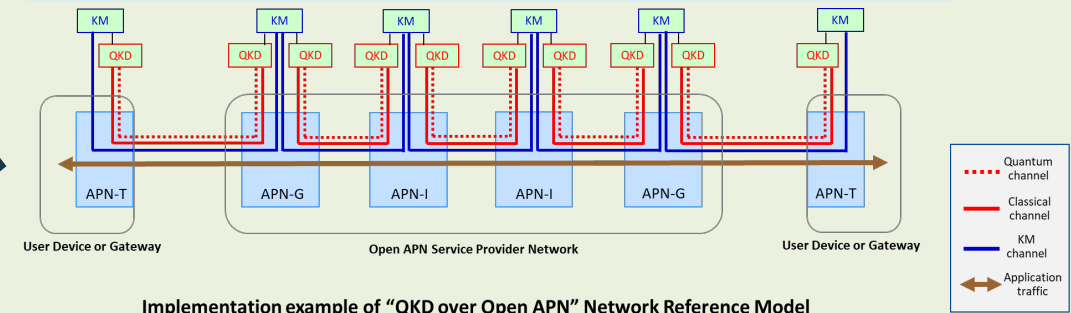 KM KM KM KM KM KM
QKD QKD QKD QKD QKD QKD QKD QKD QKD QKD
APN-T APN-G APN-I APN-I APN-G APN-T
User Device or Gateway
Open APN Service Provider Network
User Device or Gateway
Quantum
channel
Classical
channel
KM
channel
Application
traffic
Implementation example of “QKD over Open APN” Network Reference Model